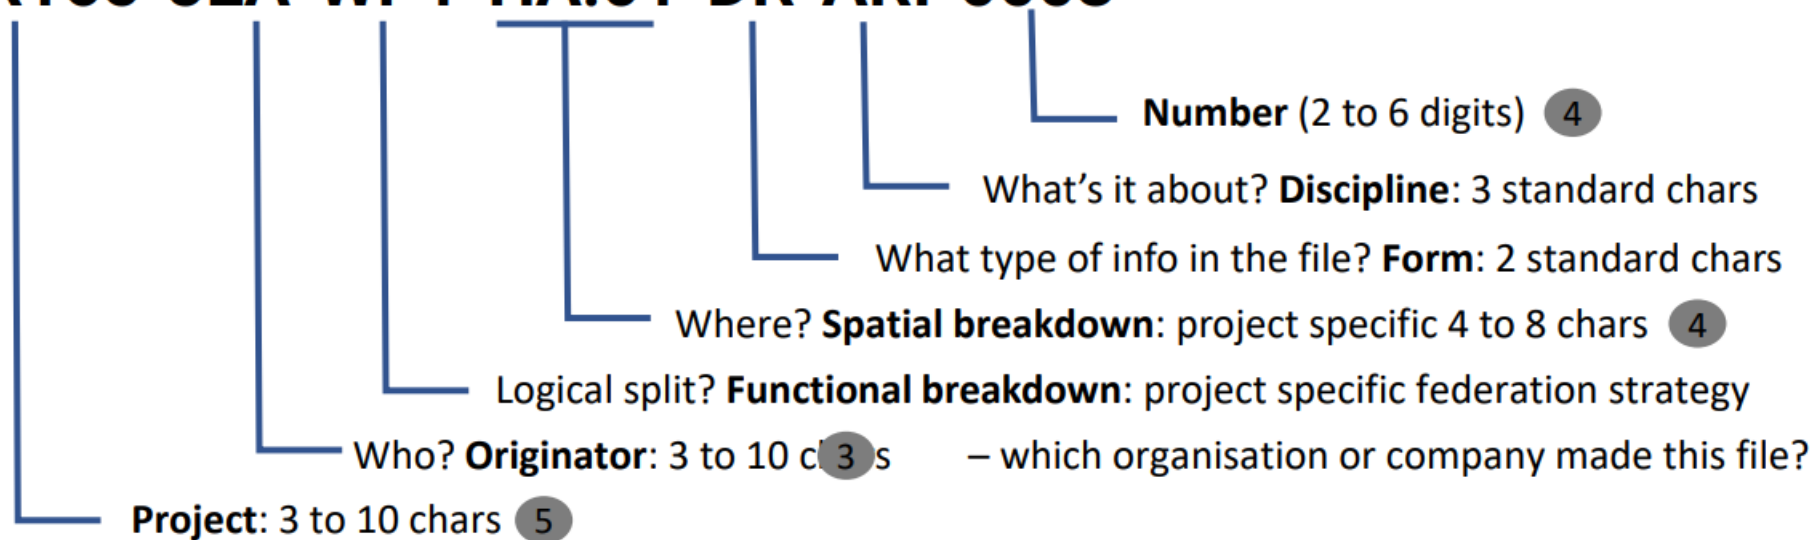 Number (2 to 6 digits) 4
What's it about? Discipline: 3 standard chars
What type of info in the file? Form: 2 standard chars
Where? Spatial breakdown: project specific 4 to 8 chars 4
Logical split? Functional breakdown: project specific federation strategy
Who? Originator: 3 to 10 c 3 s – which organisation or company made this file?
Project: 3 to 10 chars 5